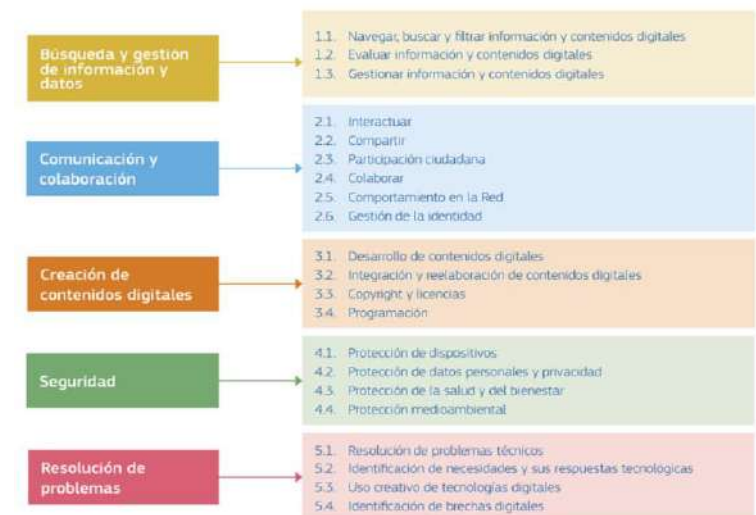 Búsqueda y gestión
de información y
datos
1.1. Navegar, buscar y filtrar información y contenidos digitales
1.2. Evaluar información y contenidos digitales
1.3. Gestionar información y contenidos digitales
Comunicación y
colaboración
2.1. Interactuar
2.2. Compartir
2.3. Participación ciudadana
2.4. Colaborar
2.5. Comportamiento en la Red
2.6. Gestión de la identidad
Creación de
contenidos digitales
3.1. Desarrollo de contenidos digitales
3.2. Integración y reelaboración de contenidos digitales
3.3. Copyright y licencias
3.4. Programación
Seguridad
4.1. Protección de dispositivos
4.2. Protección de datos personales y privacidad
4.3. Protección de la salud y del bienestar
4.4. Protección medioambiental
Resolución de
problemas
5.1. Resolución de problemas técnicos
5.2. Identificación de necesidades y sus respuestas tecnológicas
5.3. Uso creativo de tecnologías digitales
5.4. Identificación de brechas digitales